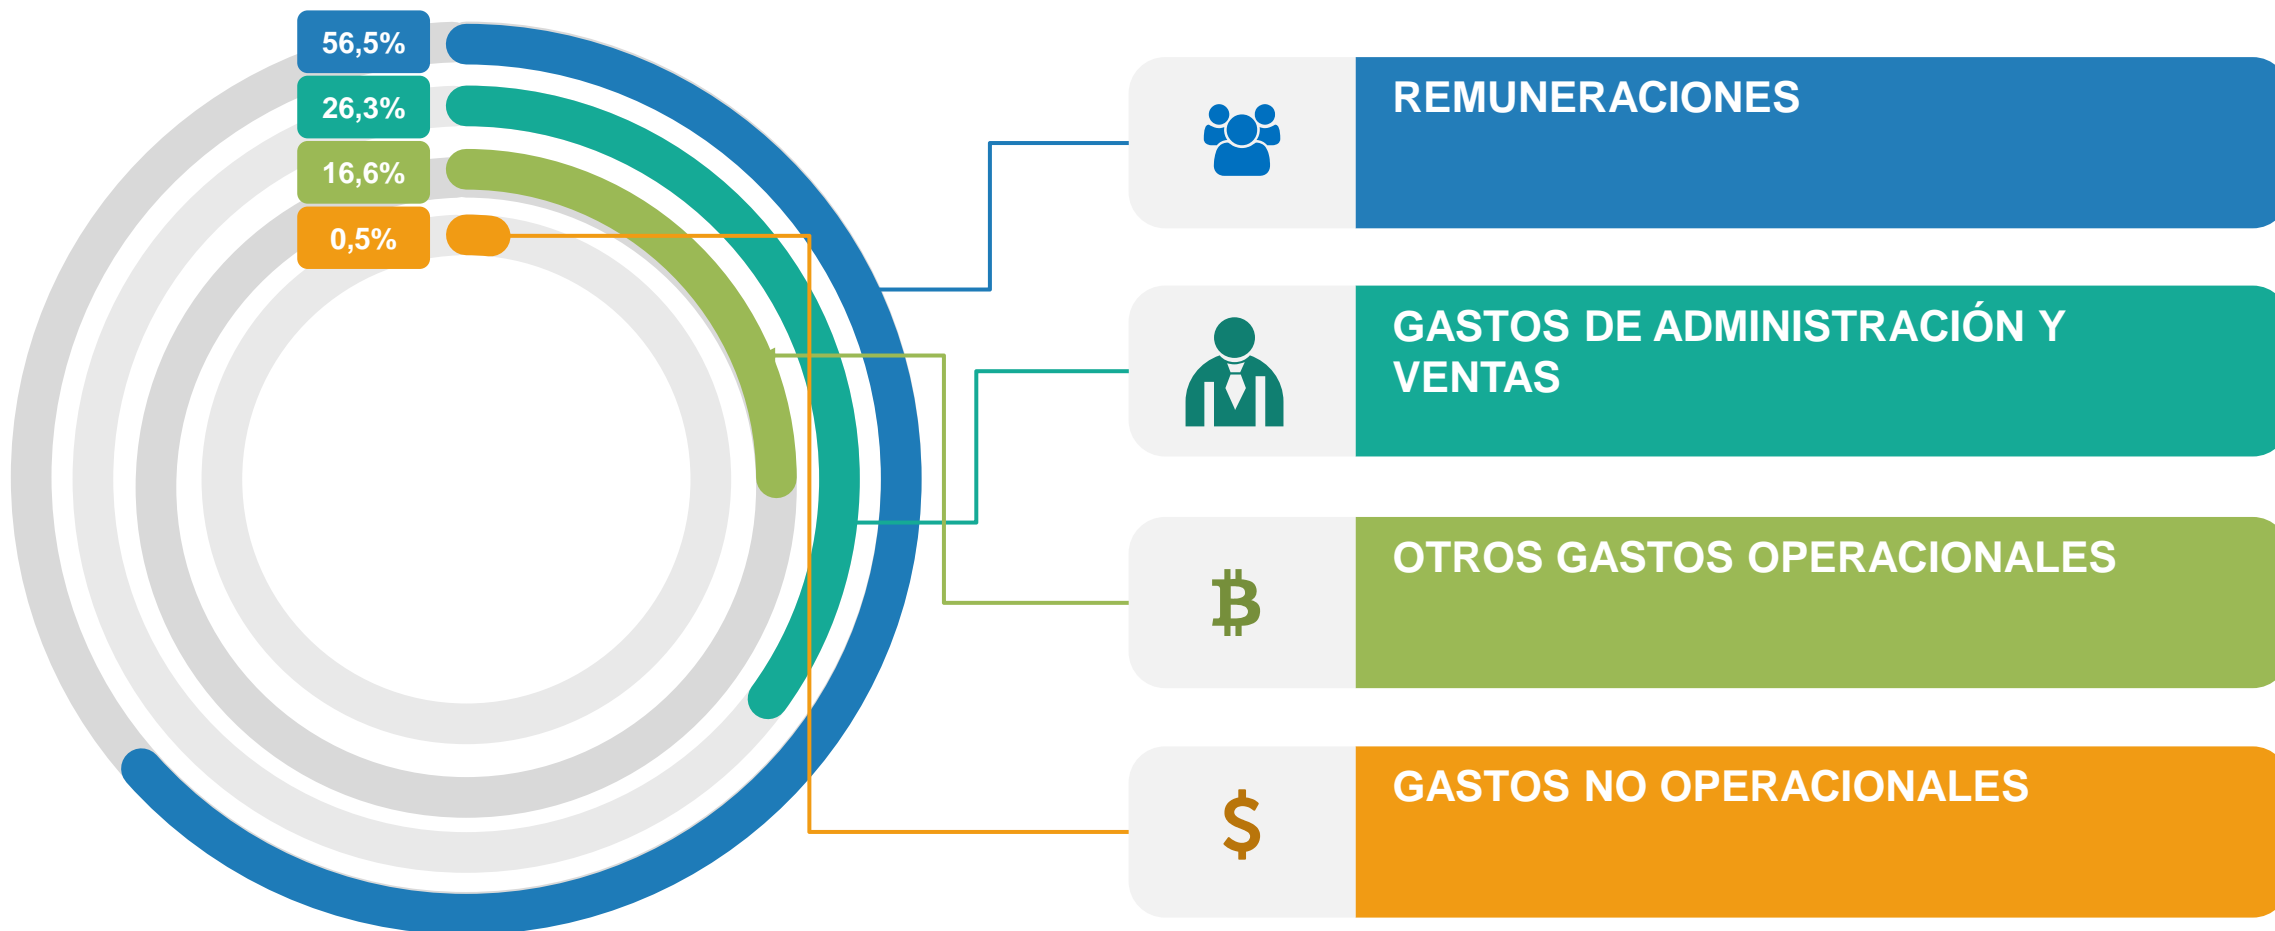 56,5%
26,3%
16,6%
0,5%
REMUNERACIONES
GASTOS DE ADMINISTRACIÓN Y
VENTAS
OTROS GASTOS OPERACIONALES
GASTOS NO OPERACIONALES